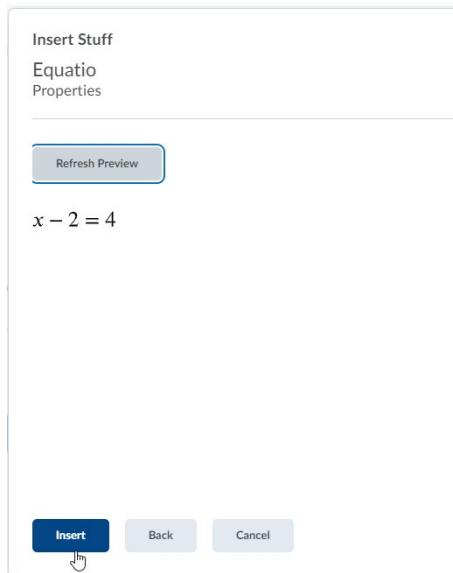 Insert Stuff
Equatio
Properties
Refresh Preview
x − 2 = 4
Insert Back Cancel